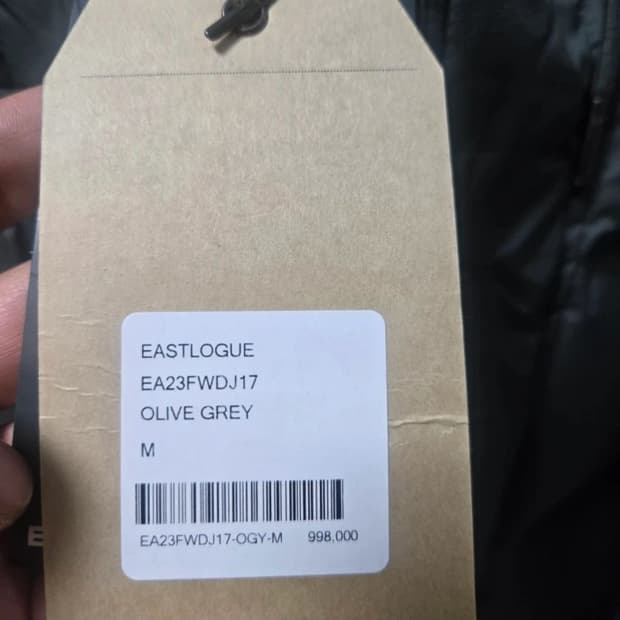 EASTLOGUE
EA23FWDJ17
OLIVE GREY
M
EA23FWDJ17-OGY-M 998,000
E